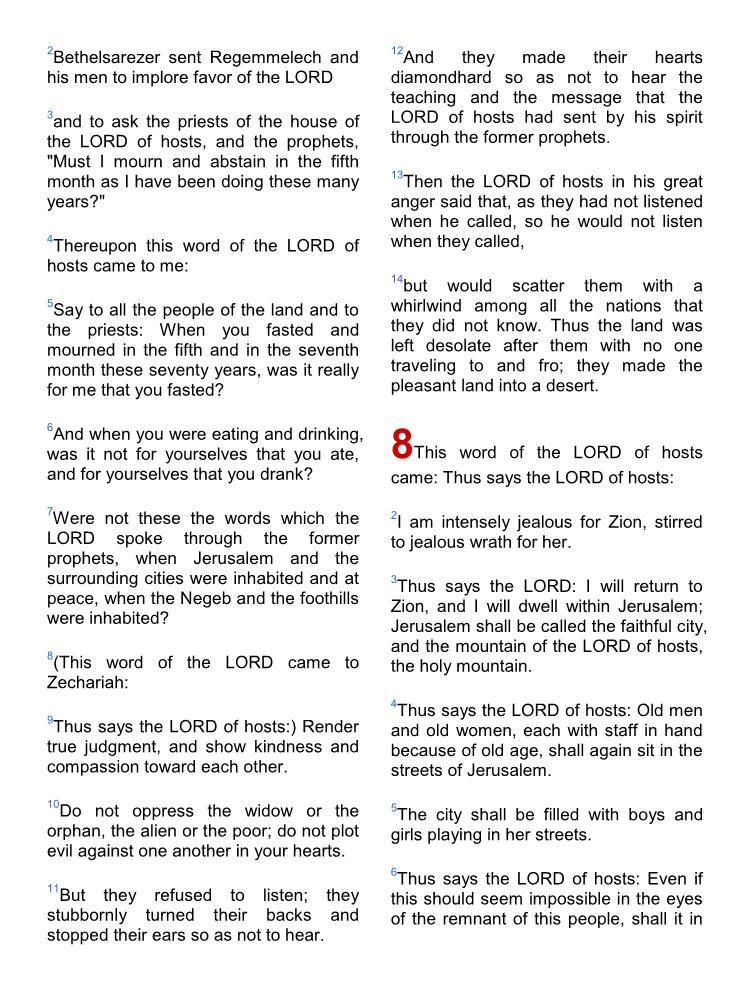 2Bethelsarezer sent Regemmelech and
his men to implore favor of the LORD
3and to ask the priests of the house of
the LORD of hosts, and the prophets,
"Must I mourn and abstain in the fifth
month as I have been doing these many
years?"
4Thereupon this word of the LORD of
hosts came to me:
5Say to all the people of the land and to
the priests: When you fasted and
mourned in the fifth and in the seventh
month these seventy years, was it really
for me that you fasted?
6And when you were eating and drinking,
was it not for yourselves that you ate,
and for yourselves that you drank?
7Were not these the words which the
LORD spoke through the former
prophets, when Jerusalem and the
surrounding cities were inhabited and at
peace, when the Negeb and the foothills
were inhabited?
8(This word of the LORD came to
Zechariah:
9Thus says the LORD of hosts:) Render
true judgment, and show kindness and
compassion toward each other.
10Do not oppress the widow or the
orphan, the alien or the poor; do not plot
evil against one another in your hearts.
11But they refused to listen; they
stubbornly turned their backs and
stopped their ears so as not to hear.
12And they made their hearts
diamondhard so as not to hear the
teaching and the message that the
LORD of hosts had sent by his spirit
through the former prophets.
13Then the LORD of hosts in his great
anger said that, as they had not listened
when he called, so he would not listen
when they called,
14but would scatter them with a
whirlwind among all the nations that
they did not know. Thus the land was
left desolate after them with no one
traveling to and fro; they made the
pleasant land into a desert.
8This word of the LORD of hosts
came: Thus says the LORD of hosts:
2I am intensely jealous for Zion, stirred
to jealous wrath for her.
3Thus says the LORD: I will return to
Zion, and I will dwell within Jerusalem;
Jerusalem shall be called the faithful city,
and the mountain of the LORD of hosts,
the holy mountain.
4Thus says the LORD of hosts: Old men
and old women, each with staff in hand
because of old age, shall again sit in the
streets of Jerusalem.
5The city shall be filled with boys and
girls playing in her streets.
6Thus says the LORD of hosts: Even if
this should seem impossible in the eyes
of the remnant of this people, shall it in